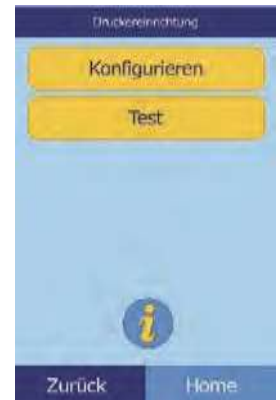 Druckereinrichtung
Konfigurieren
Test
i
Zurück Home